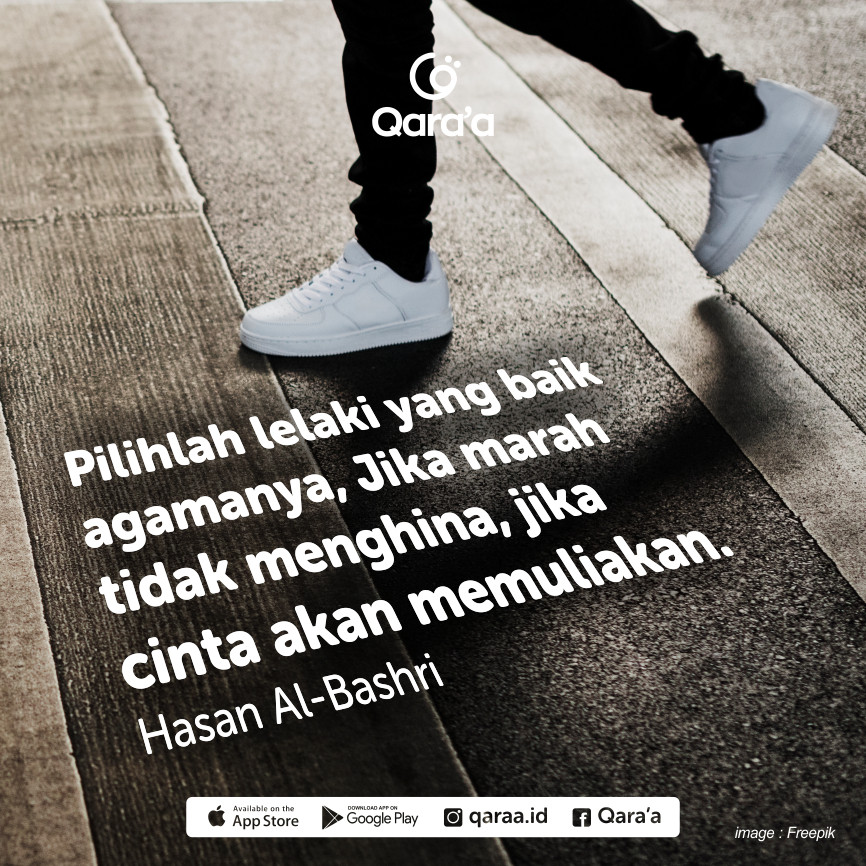 Qara'a
Pilihlah lelaki yang baik
agamanya, Jika marah
tidak menghina, jika
cinta akan memuliakan.
Hasan Al-Bashri
Available on the
App Store
DOWNLOAD APP ON
Google Play
qaraa.id
Qara'a
image : Freepik